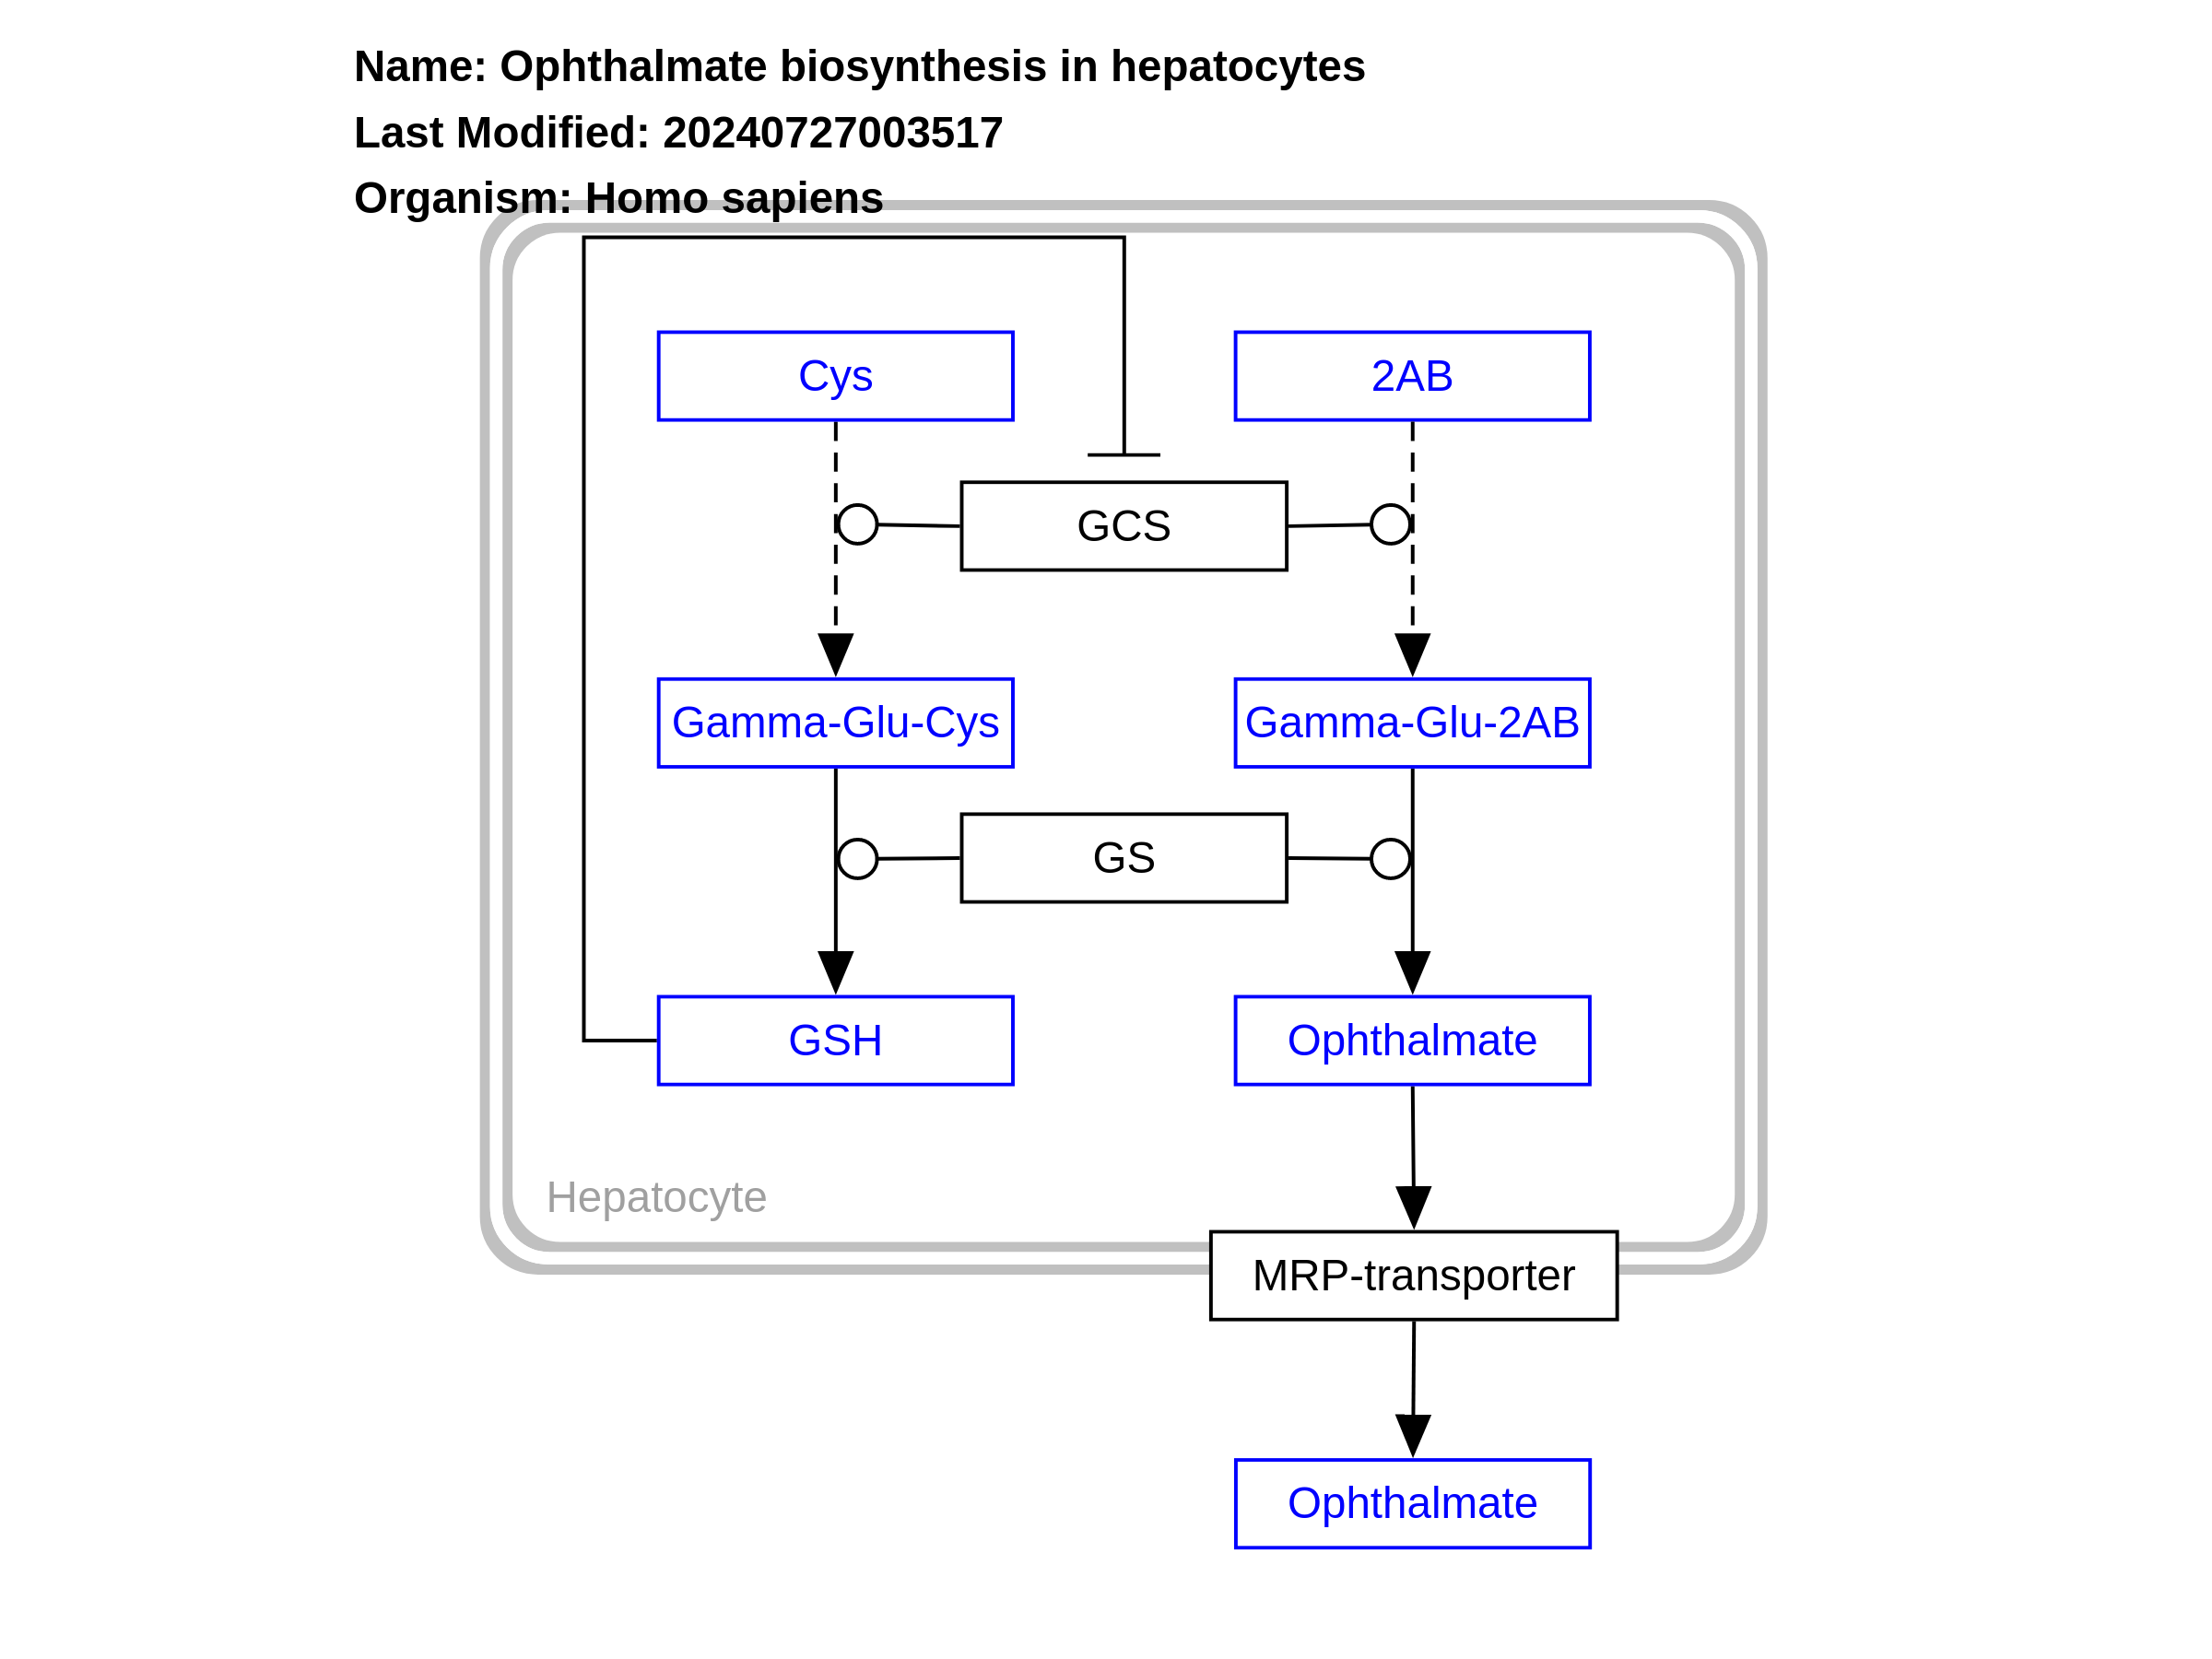 Name: Ophthalmate biosynthesis in hepatocytes
Last Modified: 20240727003517
Organism: Homo sapiens
Cys
2AB
GCS
Gamma-Glu-Cys
Gamma-Glu-2AB
GS
GSH
Ophthalmate
Hepatocyte
MRP-transporter
Ophthalmate